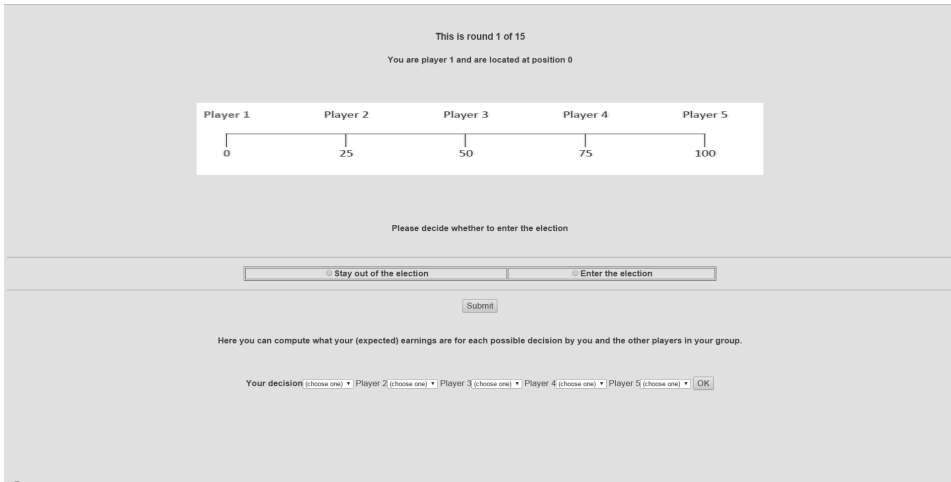 This is round 1 of 15
You are player 1 and are located at position 0
Player 1 Player 2 Player 3 Player 4 Player 5
0 25 50 75 100
Please decide whether to enter the election
Stay out of the election Enter the election
Submit
Here you can compute what your (expected) earnings are for each possible decision by you and the other players in your group.
Your decision (choose one) Player 2 (choose one) Player 3 (choose one) Player 4 (choose one) Player 5 (choose one) OK